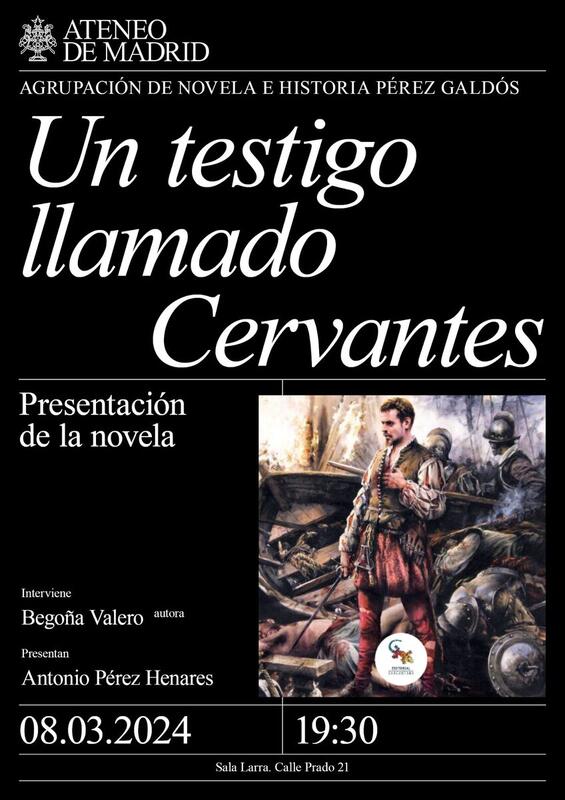 ATENEO
DE MADRID
AGRUPACIÓN DE NOVELA E HISTORIA PÉREZ GALDÓS
Un testigo
llamado
Cervantes
Presentación
de la novela
Interviene
Begoña Valero autora
Presentan
Antonio Pérez Henares
EDITORIAL
08.03.2024
19:30
Sala Larra. Calle Prado 21